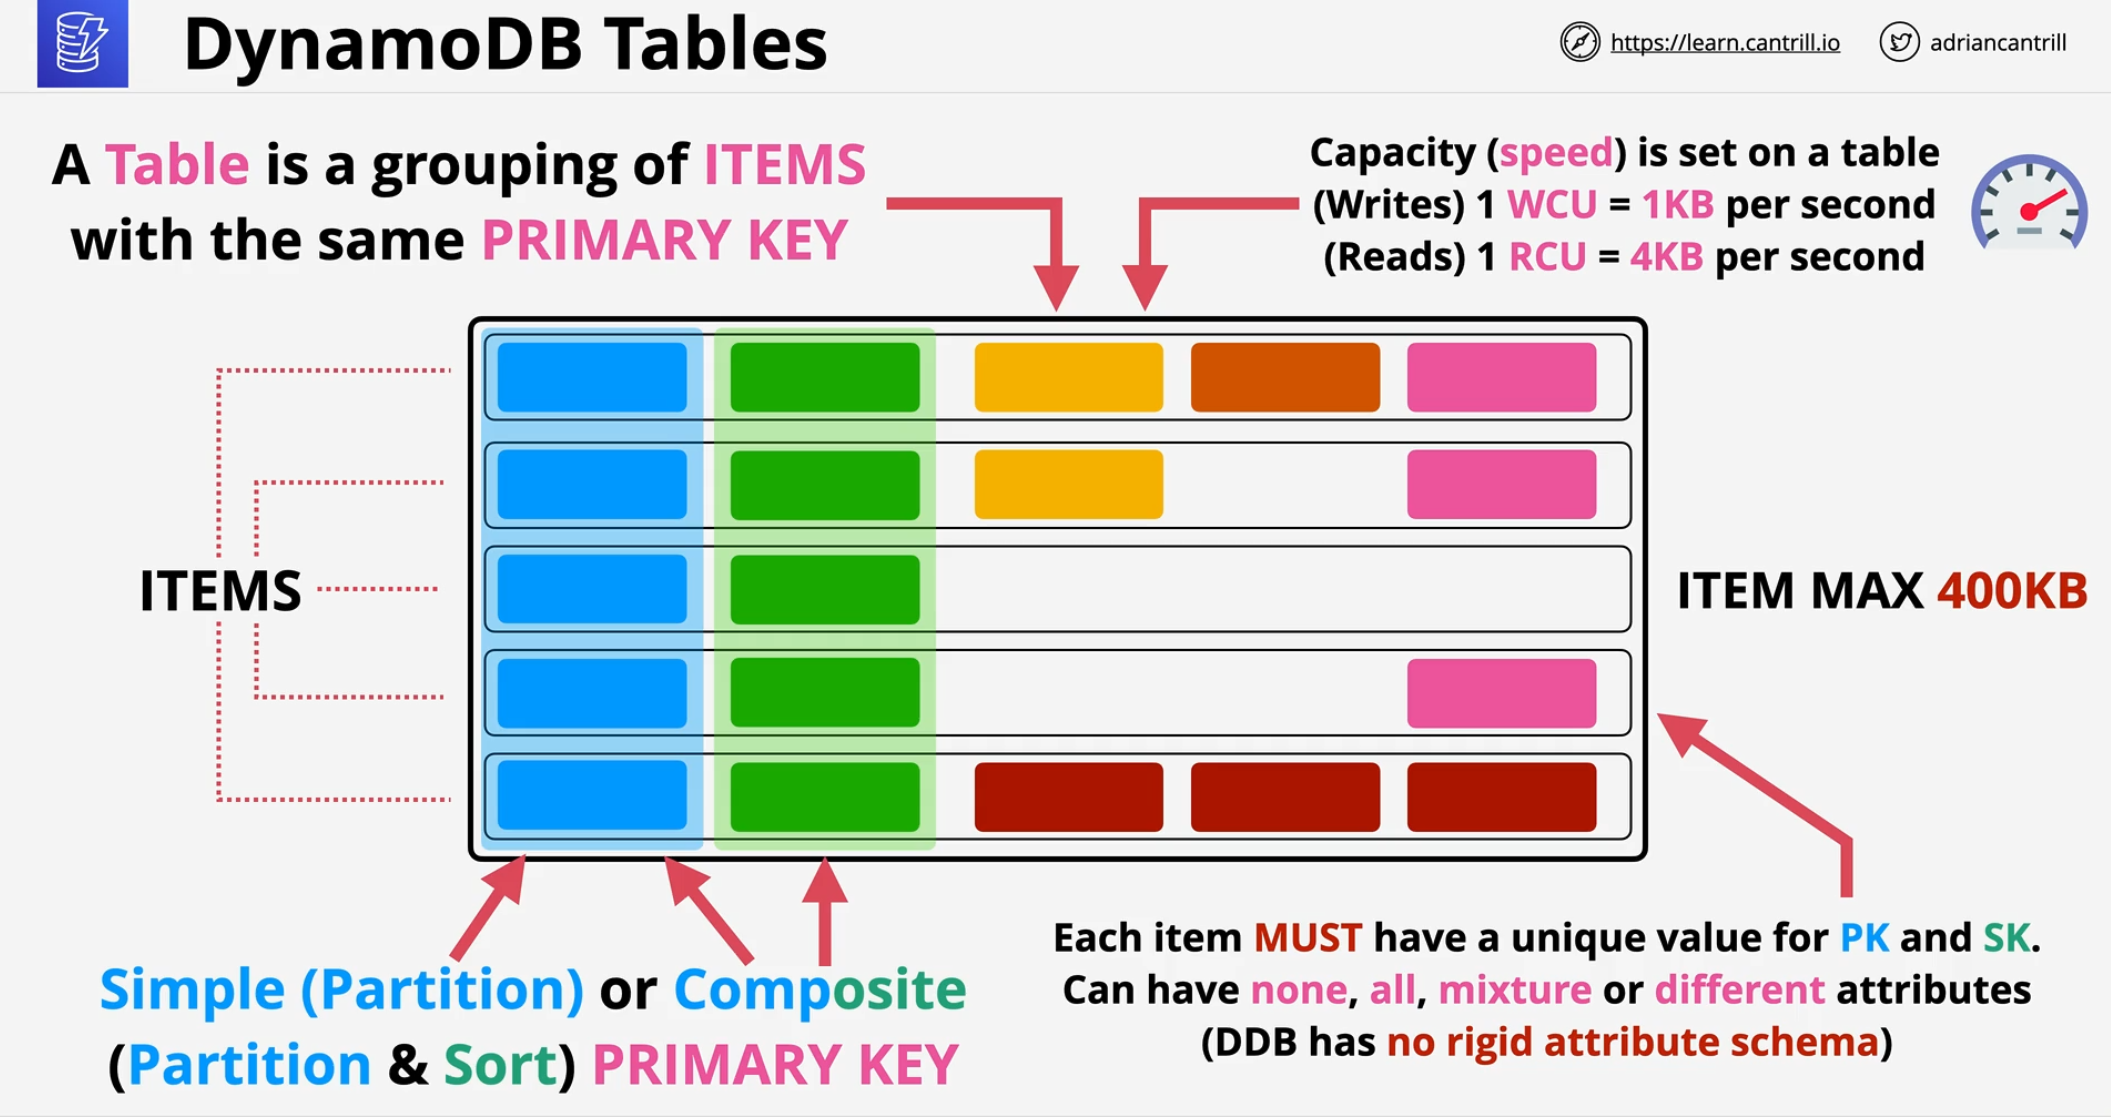 DynamoDB Tables
https://learn.cantrill.io
adriancantrill
A Table is a grouping of ITEMS
with the same PRIMARY KEY
Capacity (speed) is set on a table
(Writes) 1 WCU = 1KB per second
(Reads) 1 RCU = 4KB per second
ITEMS
ITEM MAX 400KB
Simple (Partition) or Composite
(Partition & Sort) PRIMARY KEY
Each item MUST have a unique value for PK and SK.
Can have none, all, mixture or different attributes
(DDB has no rigid attribute schema)